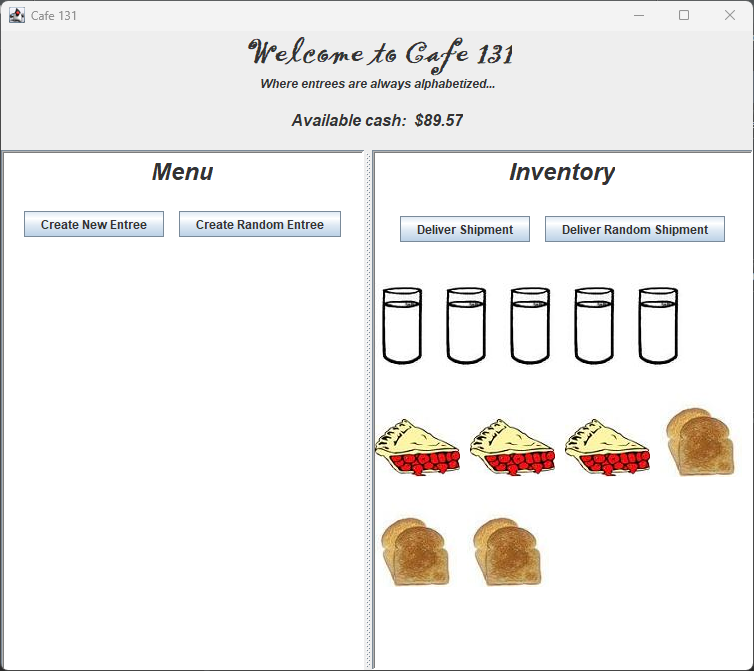 Cafe 131
Welcome to Cafe 131
Where entrees are always alphabetized...
Available cash: $89.57
Menu
Create New Entree
Create Random Entree
Inventory
Deliver Shipment
Deliver Random Shipment